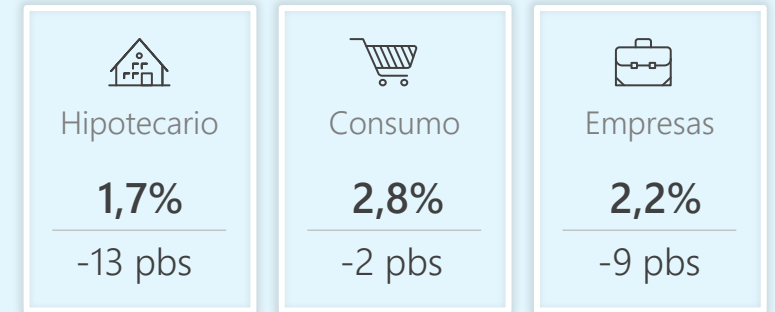 Hipotecario
1,7%
-13 pbs
Consumo
2,8%
-2 pbs
Empresas
2,2%
-9 pbs